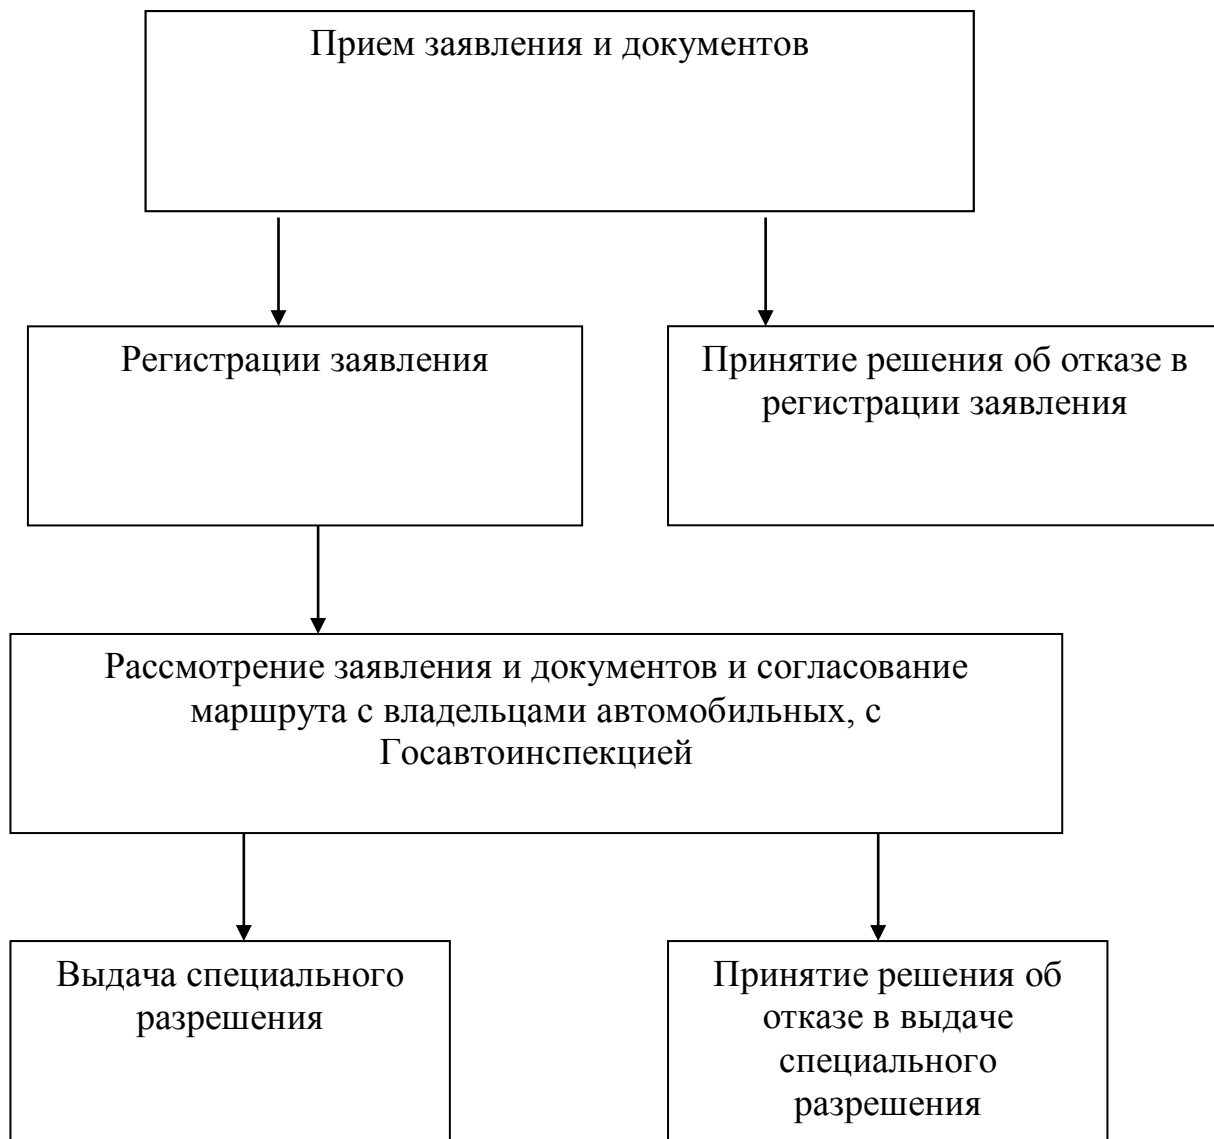 Прием заявления и документов
Регистрации заявления
Принятие решения об отказе в
регистрации заявления
Рассмотрение заявления и документов и согласование
маршрута с владельцами автомобильных, с
Госавтоинспекцией
Выдача специального
разрешения
Принятие решения об
отказе в выдаче
специального
разрешения